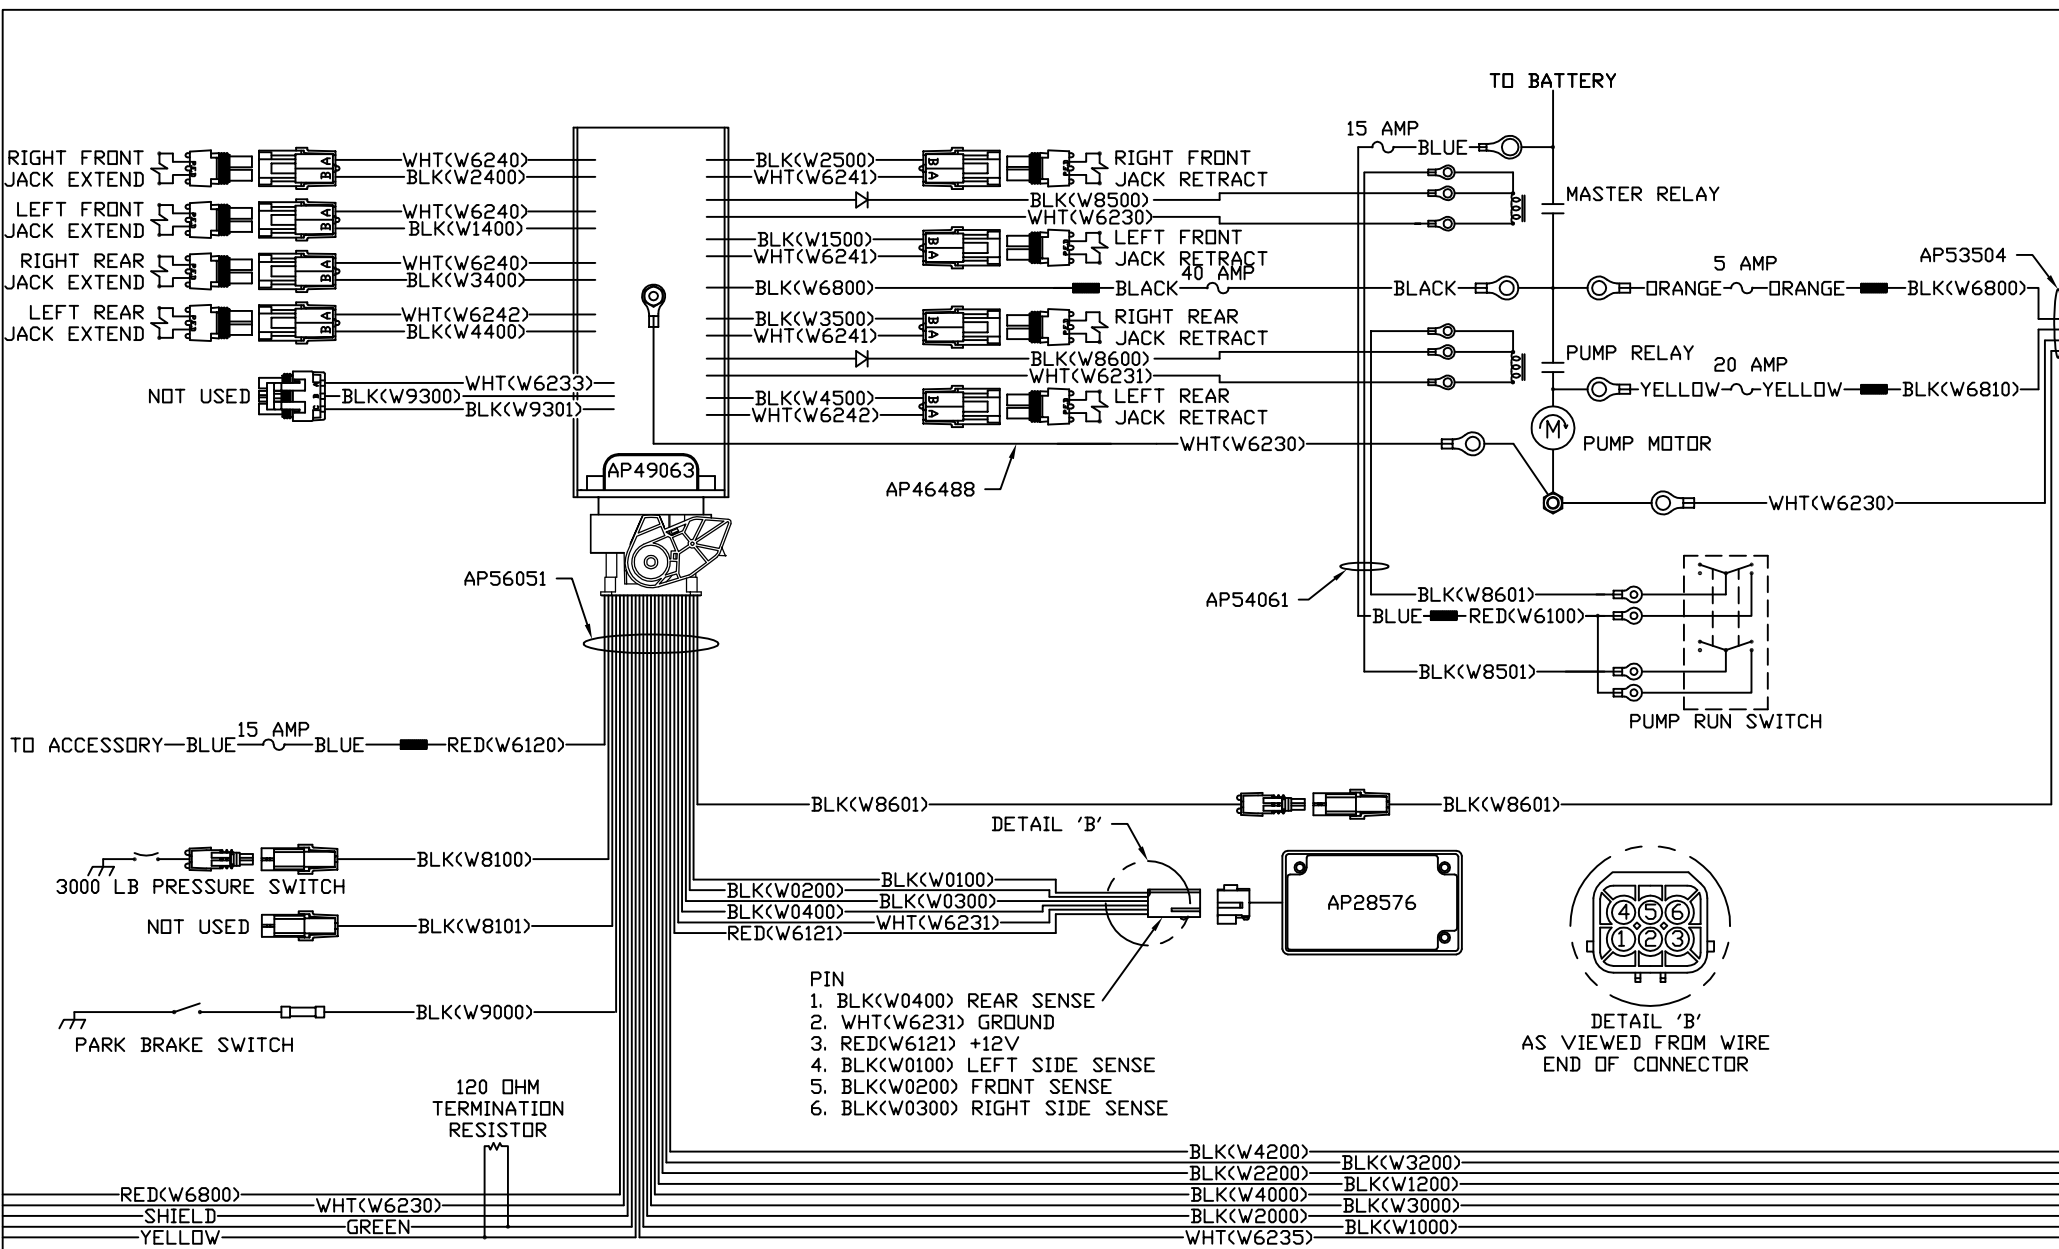 TO BATTERY
15 AMP
BLUE
MASTER RELAY
RIGHT FRONT
JACK EXTEND
WHT(W6240)
BLK(W2400)
A
B
LEFT FRONT
JACK EXTEND
WHT(W6240)
BLK(W1400)
A
B
RIGHT REAR
JACK EXTEND
WHT(W6240)
BLK(W3400)
A
B
LEFT REAR
JACK EXTEND
WHT(W6242)
BLK(W4400)
A
B
NOT USED
WHT(W6233)
BLK(W9300)
BLK(W9301)
BLK(W2500)
WHT(W6241)
B
A
RIGHT FRONT
JACK RETRACT
BLK(W8500)
WHT(W6230)
BLK(W1500)
WHT(W6241)
B
A
LEFT FRONT
JACK RETRACT
40 AMP
BLK(W6800)
BLACK
BLACK
BLK(W3500)
WHT(W6241)
B
A
RIGHT REAR
JACK RETRACT
BLK(W8600)
WHT(W6231)
BLK(W4500)
WHT(W6242)
B
A
LEFT REAR
JACK RETRACT
WHT(W6230)
AP46488
AP49063
5 AMP
ORANGE
ORANGE
BLK(W6800)
AP53504
PUMP RELAY
20 AMP
YELLOW
YELLOW
BLK(W6810)
M
PUMP MOTOR
WHT(W6230)
AP56051
AP54061
BLK(W8601)
BLUE
RED(W6100)
BLK(W8501)
PUMP RUN SWITCH
TO ACCESSORY
BLUE
15 AMP
BLUE
RED(W6120)
BLK(W8601)
BLK(W8601)
DETAIL 'B'
BLK(W8100)
3000 LB PRESSURE SWITCH
NOT USED
BLK(W8101)
BLK(W0100)
BLK(W0200)
BLK(W0300)
BLK(W0400)
WHT(W6231)
RED(W6121)
AP28576
4 5 6
1 2 3
DETAIL 'B'
AS VIEWED FROM WIRE
END OF CONNECTOR
BLK(W9000)
PARK BRAKE SWITCH
PIN
1. BLK(W0400) REAR SENSE
2. WHT(W6231) GROUND
3. RED(W6121) +12V
4. BLK(W0100) LEFT SIDE SENSE
5. BLK(W0200) FRONT SENSE
6. BLK(W0300) RIGHT SIDE SENSE
120 OHM
TERMINATION
RESISTOR
RED(W6800)
WHT(W6230)
SHIELD
GREEN
YELLOW
BLK(W4200)
BLK(W3200)
BLK(W2200)
BLK(W1200)
BLK(W4000)
BLK(W3000)
BLK(W2000)
BLK(W1000)
WHT(W6235)